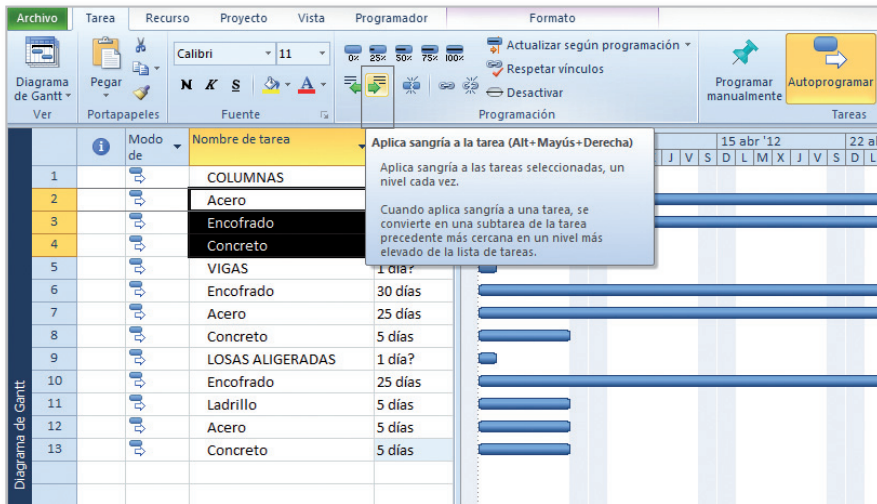 Archivo Tarea Recurso Proyecto Vista Programador Formato
Calibri 11
0% 25% 50% 75% 100%
Actualizar según programación
Respetar vínculos
Desactivar
Diagrama de Gantt
Pegar
N K S A
Programar manualmente
Autoprogramar
Ver Portapapeles Fuente Programación Tareas
Modo de Nombre de tarea
15 abr '12 22 ab
J V S D L M X J V S D L
Aplica sangría a la tarea (Alt+Mayús+Derecha)
Aplica sangría a las tareas seleccionadas, un
nivel cada vez.
Cuando aplica sangría a una tarea, se
convierte en una subtarea de la tarea
precedente más cercana en un nivel más
elevado de la lista de tareas.
1 COLUMNAS
2 Acero
3 Encofrado
4 Concreto
5 VIGAS 1 día?
6 Encofrado 30 días
7 Acero 25 días
8 Concreto 5 días
9 LOSAS ALIGERADAS 1 día?
10 Encofrado 25 días
11 Ladrillo 5 días
12 Acero 5 días
13 Concreto 5 días
Diagrama de Gantt